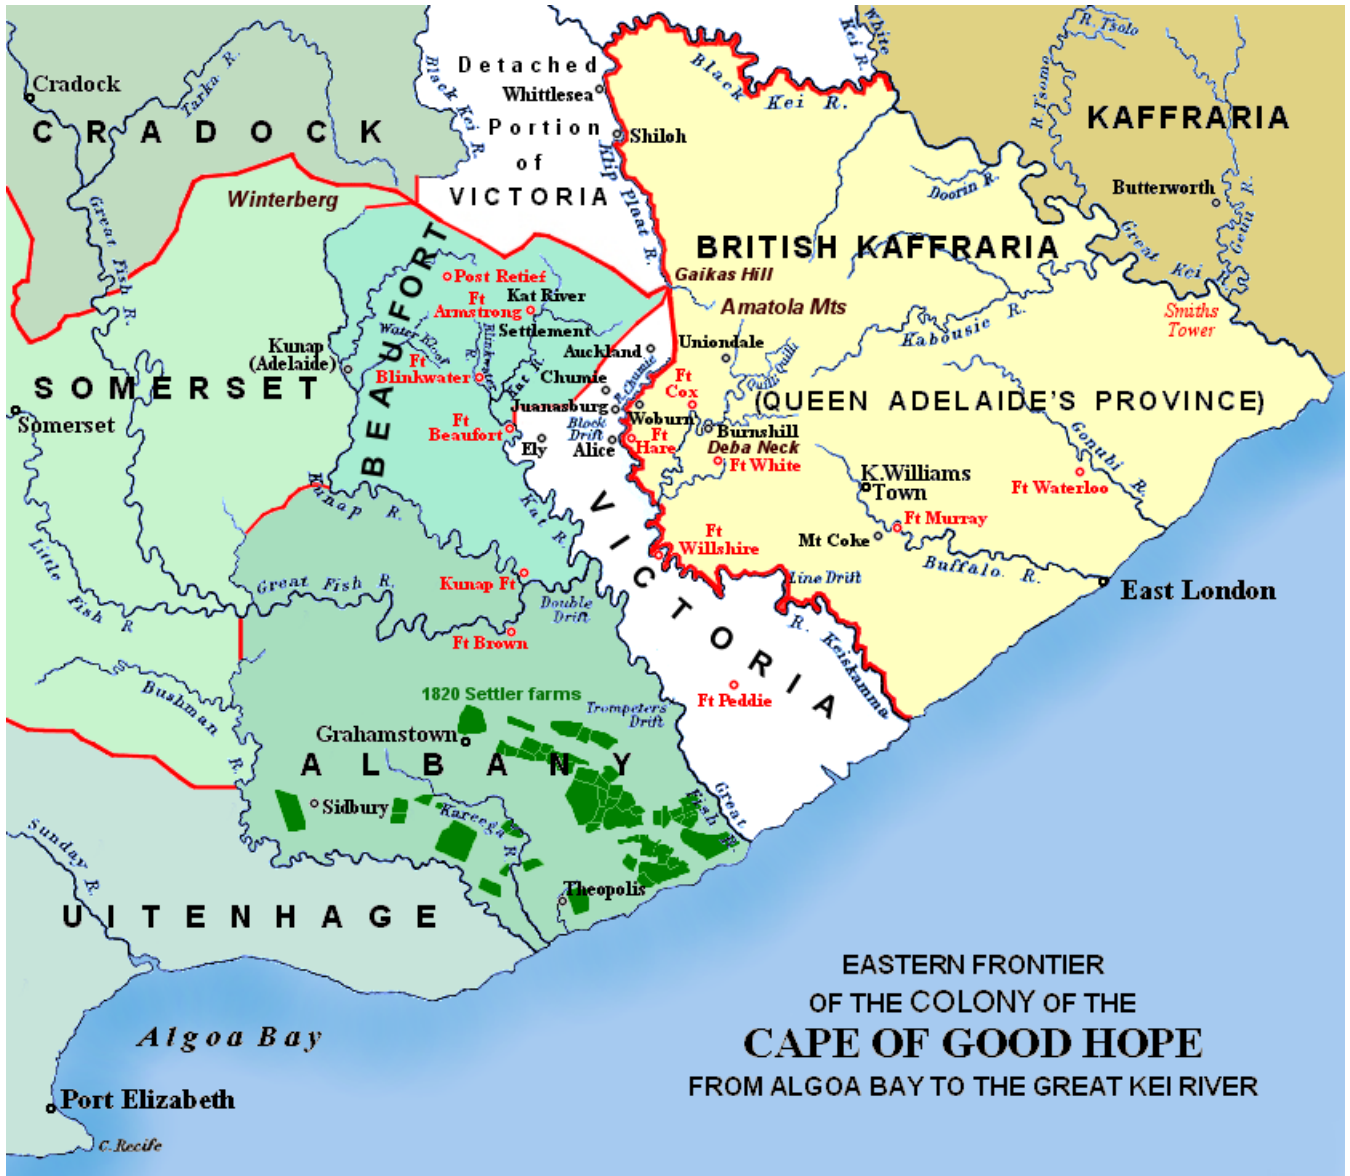 Cradock
CRADOCK
Tarka R.
Great Fish R.
Winterberg
Black Kei R.
Detached
Whittlesea
Portion
of
VICTORIA
Shiloh
Klip Plaat R.
Black Kei R.
White Kei R.
R. Tsomo
R. Tsolo
KAFFRARIA
Butterworth
Doorin R.
Great Kei R.
Smiths
Tower
BRITISH KAFFRARIA
(QUEEN ADELAIDE'S PROVINCE)
Gaikas Hill
Amatola Mts
Kabousie R.
Gonubi R.
Uniondale
Quili Quilli
BEAUFORT
Post Retief
Ft
Armstrong
Kat River
Settlement
Water Kloof
Blinkwater R.
Ft
Blinkwater
Kat R.
Auckland
Chumie
R. Chumie
Juanasburg
Block
Drift
Woburn
Ft
Cox
Ft
Beaufort
Ely
Alice
Ft
Hare
Burnshill
Deba Neck
Ft White
K.Williams
Town
Ft Waterloo
Ft Murray
Mt Coke
Buffalo R.
East London
Kunap
(Adelaide)
SOMERSET
Somerset
Little Fish R
Kunap R.
Kat R.
Great Fish R.
Kunap Ft
Double
Drift
Ft Brown
VICTORIA
Ft
Willshire
Line Drift
R. Keiskamma
Ft Peddie
Bushman R.
1820 Settler farms
Trompeters
Drift
Grahamstown
ALBANY
Sidbury
Kareega R
Great Fish R.
Theopolis
Sunday R.
UITENHAGE
Algoa Bay
Port Elizabeth
C. Recife
EASTERN FRONTIER
OF THE COLONY OF THE
CAPE OF GOOD HOPE
FROM ALGOA BAY TO THE GREAT KEI RIVER